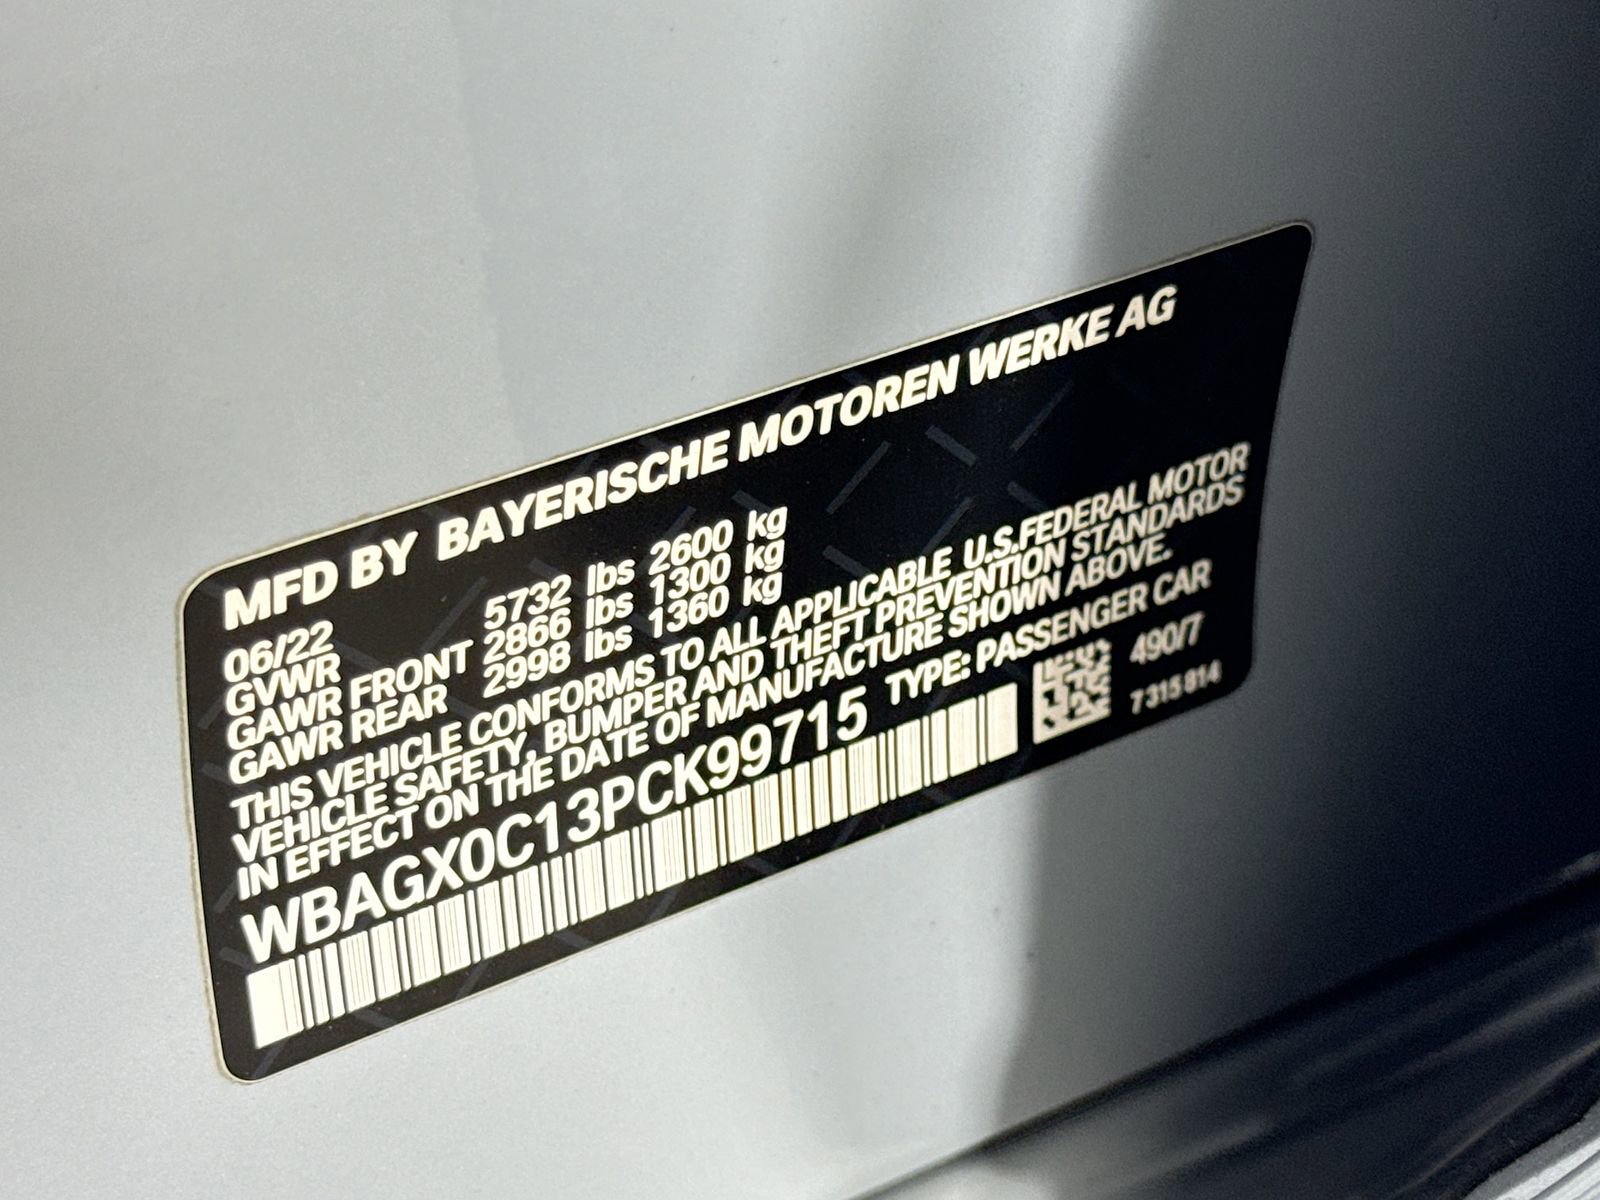 MFD BY BAYERISCHE MOTOREN WERKE AG
06/22
GVWR 5732 lbs 2600 kg
GAWR FRONT 2866 lbs 1300 kg
GAWR REAR 2998 lbs 1360 kg
THIS VEHICLE CONFORMS TO ALL APPLICABLE U.S.FEDERAL MOTOR
VEHICLE SAFETY, BUMPER AND THEFT PREVENTION STANDARDS
IN EFFECT ON THE DATE OF MANUFACTURE SHOWN ABOVE.
WBAGX0C13PCK99715 TYPE: PASSENGER CAR
490/7
7 315 814